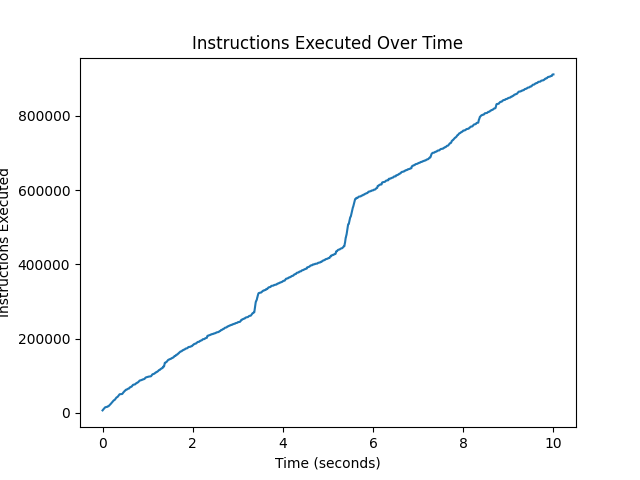 Instructions Executed Over Time
800000
600000
400000
200000
0
Instructions Executed
0 2 4 6 8 10
Time (seconds)